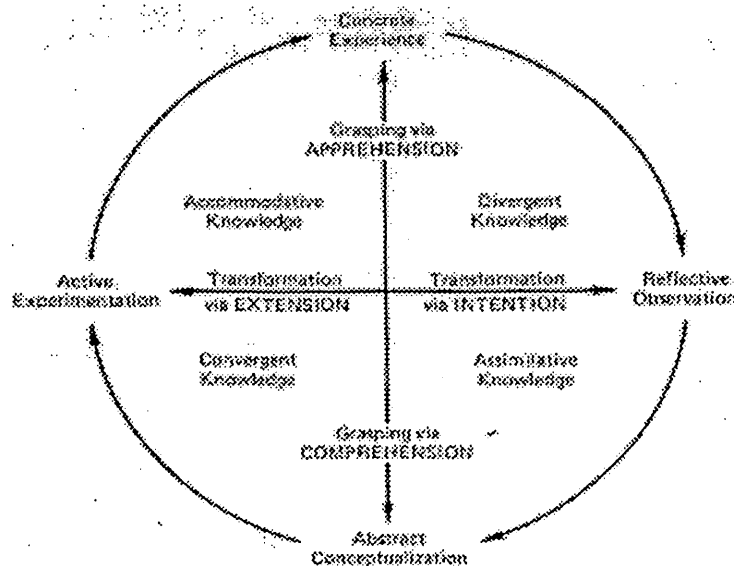 Concrete
Experience
Grasping via
APPREHENSION
Accommodative
Knowledge
Divergent
Knowledge
Active
Experimentation
Transformation
via EXTENSION
Transformation
via INTENTION
Reflective
Observation
Convergent
Knowledge
Assimilative
Knowledge
Grasping via
COMPREHENSION
Abstract
Conceptualization